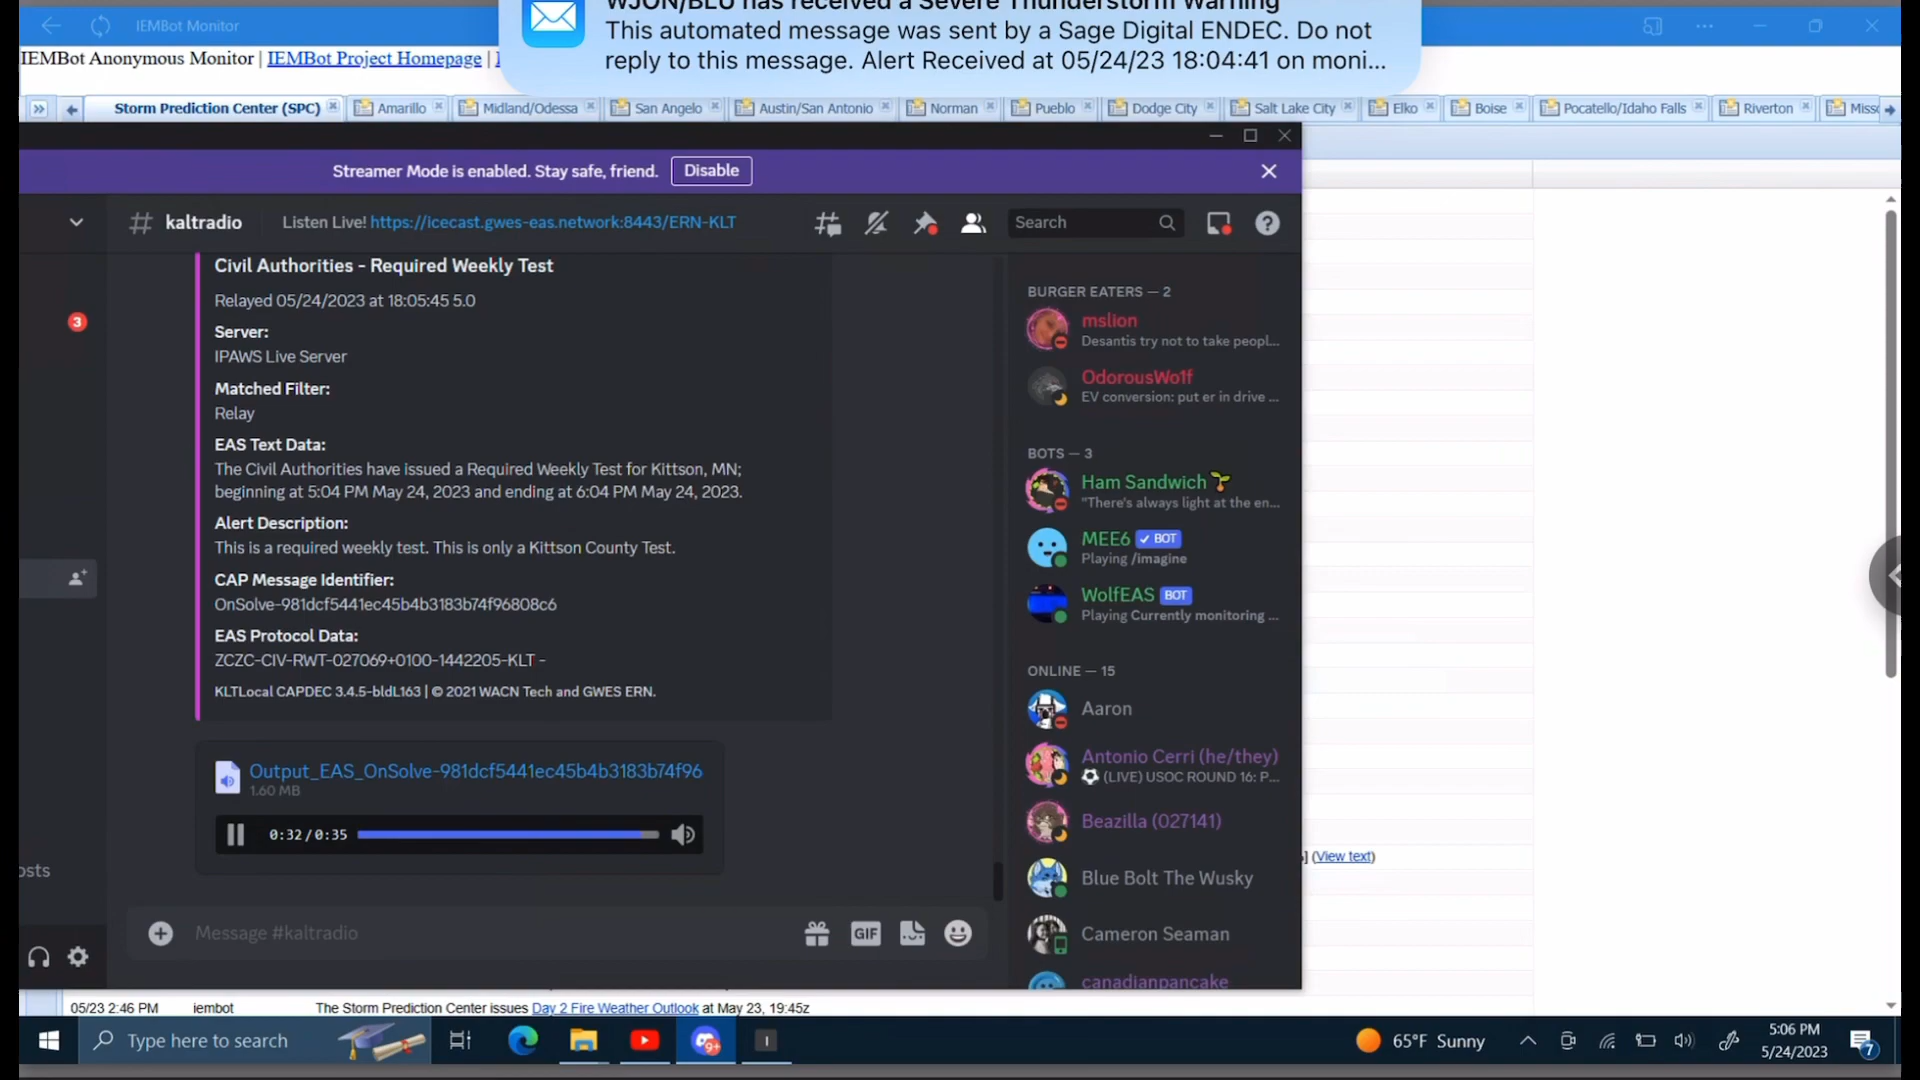 IEMBot Monitor
WJON/BLU has received a Severe Thunderstorm Warning
This automated message was sent by a Sage Digital ENDEC. Do not
reply to this message. Alert Received at 05/24/23 18:04:41 on moni...
IEMBot Anonymous Monitor | IEMBot Project Homepage |
Storm Prediction Center (SPC) Amarillo Midland/Odessa San Angelo Austin/San Antonio Norman Pueblo Dodge City Salt Lake City Elko Boise Pocatello/Idaho Falls Riverton Miss
Streamer Mode is enabled. Stay safe, friend. Disable
# kaltradio Listen Live! https://icecast.gwes-eas.network:8443/ERN-KLT Search
Civil Authorities - Required Weekly Test
Relayed 05/24/2023 at 18:05:45 5.0
Server:
IPAWS Live Server
Matched Filter:
Relay
EAS Text Data:
The Civil Authorities have issued a Required Weekly Test for Kittson, MN;
beginning at 5:04 PM May 24, 2023 and ending at 6:04 PM May 24, 2023.
Alert Description:
This is a required weekly test. This is only a Kittson County Test.
CAP Message Identifier:
OnSolve-981dcf5441ec45b4b3183b74f96808c6
EAS Protocol Data:
ZCZC-CIV-RWT-027069+0100-1442205-KLT -
KLTLocal CAPDEC 3.4.5-bldL163 | © 2021 WACN Tech and GWES ERN.
Output_EAS_OnSolve-981dcf5441ec45b4b3183b74f96
1.60 MB
0:32/0:35
3
osts
Message #kaltradio
GIF
BURGER EATERS — 2
mslion
Desantis try not to take peopl...
OdorousWo1f
EV conversion: put er in drive ...
BOTS — 3
Ham Sandwich
"There's always light at the en...
MEE6 BOT
Playing /imagine
WolfEAS BOT
Playing Currently monitoring ...
ONLINE — 15
Aaron
Antonio Cerri (he/they)
(LIVE) USOC ROUND 16: P...
Beazilla (027141)
Blue Bolt The Wusky
Cameron Seaman
canadianpancake
] (View text)
05/23 2:46 PM iembot The Storm Prediction Center issues Day 2 Fire Weather Outlook at May 23, 19:45z
Type here to search
9+
65°F Sunny
5:06 PM
5/24/2023
7